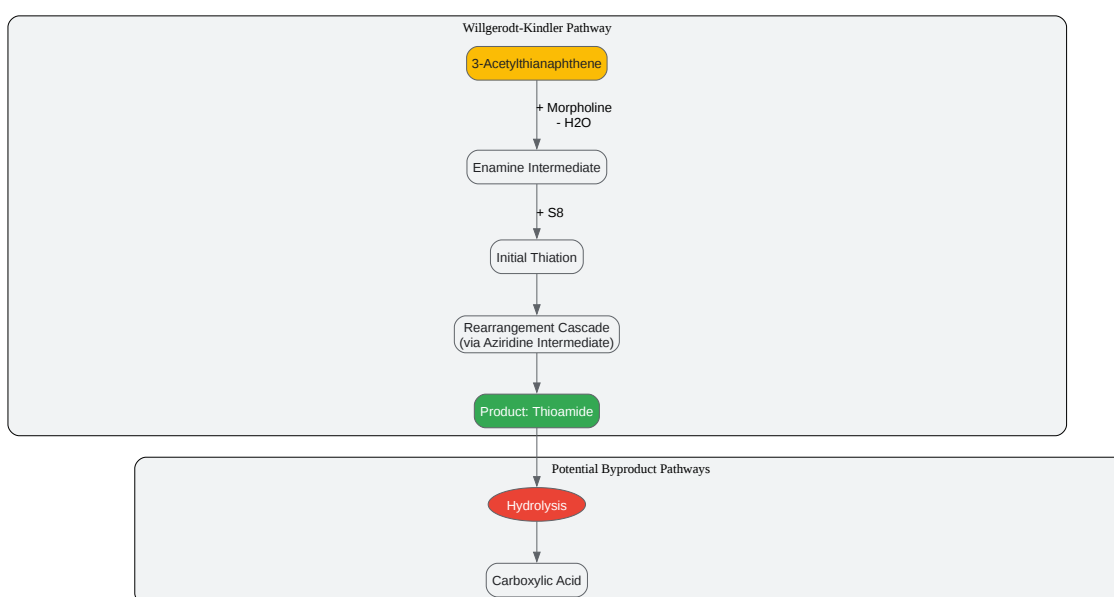 Willgerodt-Kindler Pathway
3-Acetylthianaphthene
+ Morpholine
- H2O
Enamine Intermediate
+ S8
Initial Thiation
Rearrangement Cascade
(via Aziridine Intermediate)
Product: Thioamide
Potential Byproduct Pathways
Hydrolysis
Carboxylic Acid